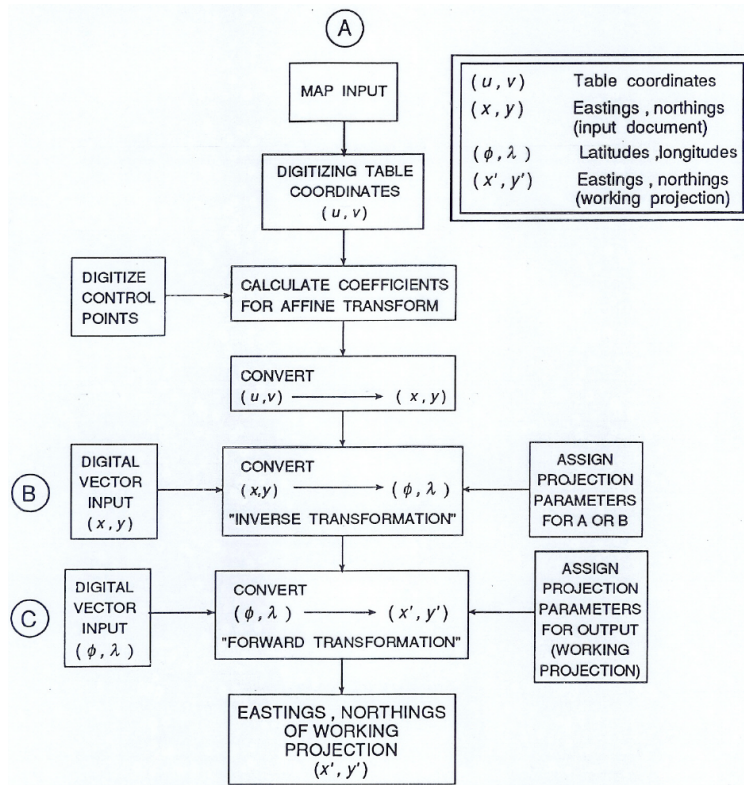 A
MAP INPUT
(u, v) Table coordinates
(x, y) Eastings, northings
(input document)
(ϕ, λ) Latitudes, longitudes
(x', y') Eastings, northings
(working projection)
DIGITIZING TABLE
COORDINATES
(u, v)
DIGITIZE
CONTROL
POINTS
CALCULATE COEFFICIENTS
FOR AFFINE TRANSFORM
CONVERT
(u,v) → (x, y)
B
DIGITAL
VECTOR
INPUT
(x, y)
CONVERT
(x,y) → (ϕ, λ)
"INVERSE TRANSFORMATION"
ASSIGN
PROJECTION
PARAMETERS
FOR A OR B
C
DIGITAL
VECTOR
INPUT
(ϕ, λ)
CONVERT
(ϕ, λ) → (x', y')
"FORWARD TRANSFORMATION"
ASSIGN
PROJECTION
PARAMETERS
FOR OUTPUT
(WORKING
PROJECTION)
EASTINGS, NORTHINGS
OF WORKING
PROJECTION
(x', y')